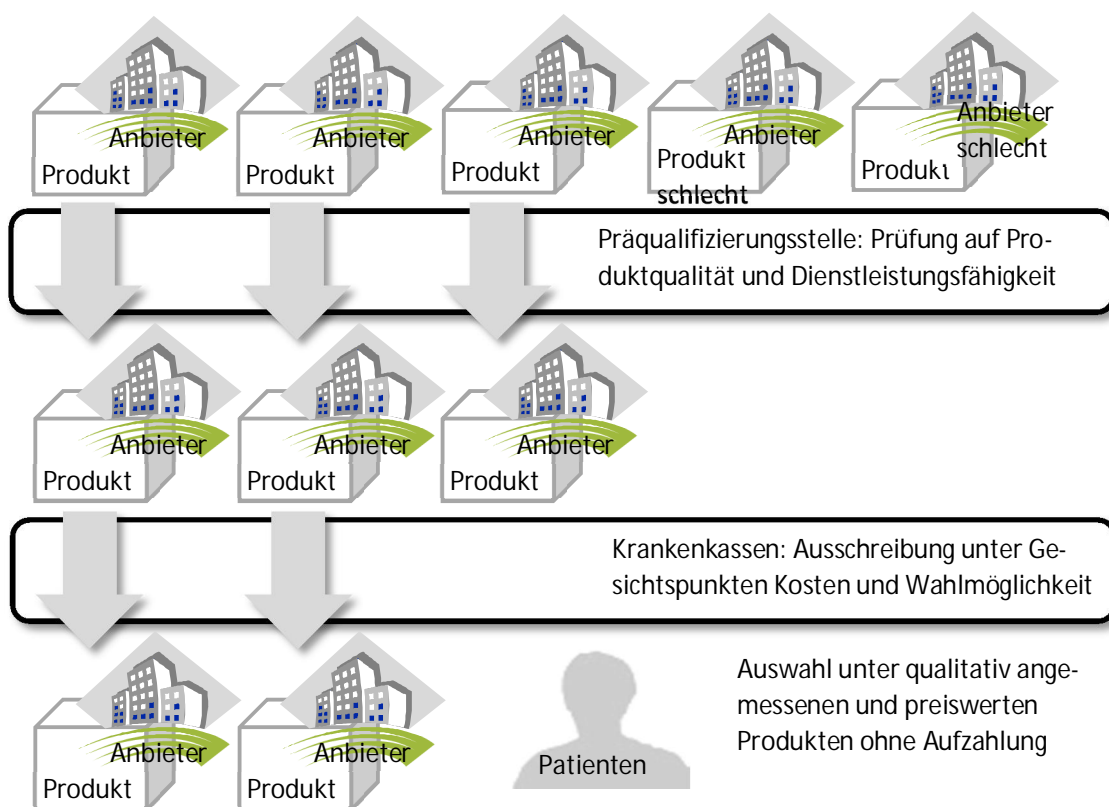 Anbieter
Produkt
Anbieter
Produkt
Anbieter
Produkt
Anbieter
Produkt
schlecht
Anbieter
schlecht
Produkt
Präqualifizierungsstelle: Prüfung auf Pro-
duktqualität und Dienstleistungsfähigkeit
Anbieter
Produkt
Anbieter
Produkt
Anbieter
Produkt
Krankenkassen: Ausschreibung unter Ge-
sichtspunkten Kosten und Wahlmöglichkeit
Anbieter
Produkt
Anbieter
Produkt
Patienten
Auswahl unter qualitativ ange-
messenen und preiswerten
Produkten ohne Aufzahlung